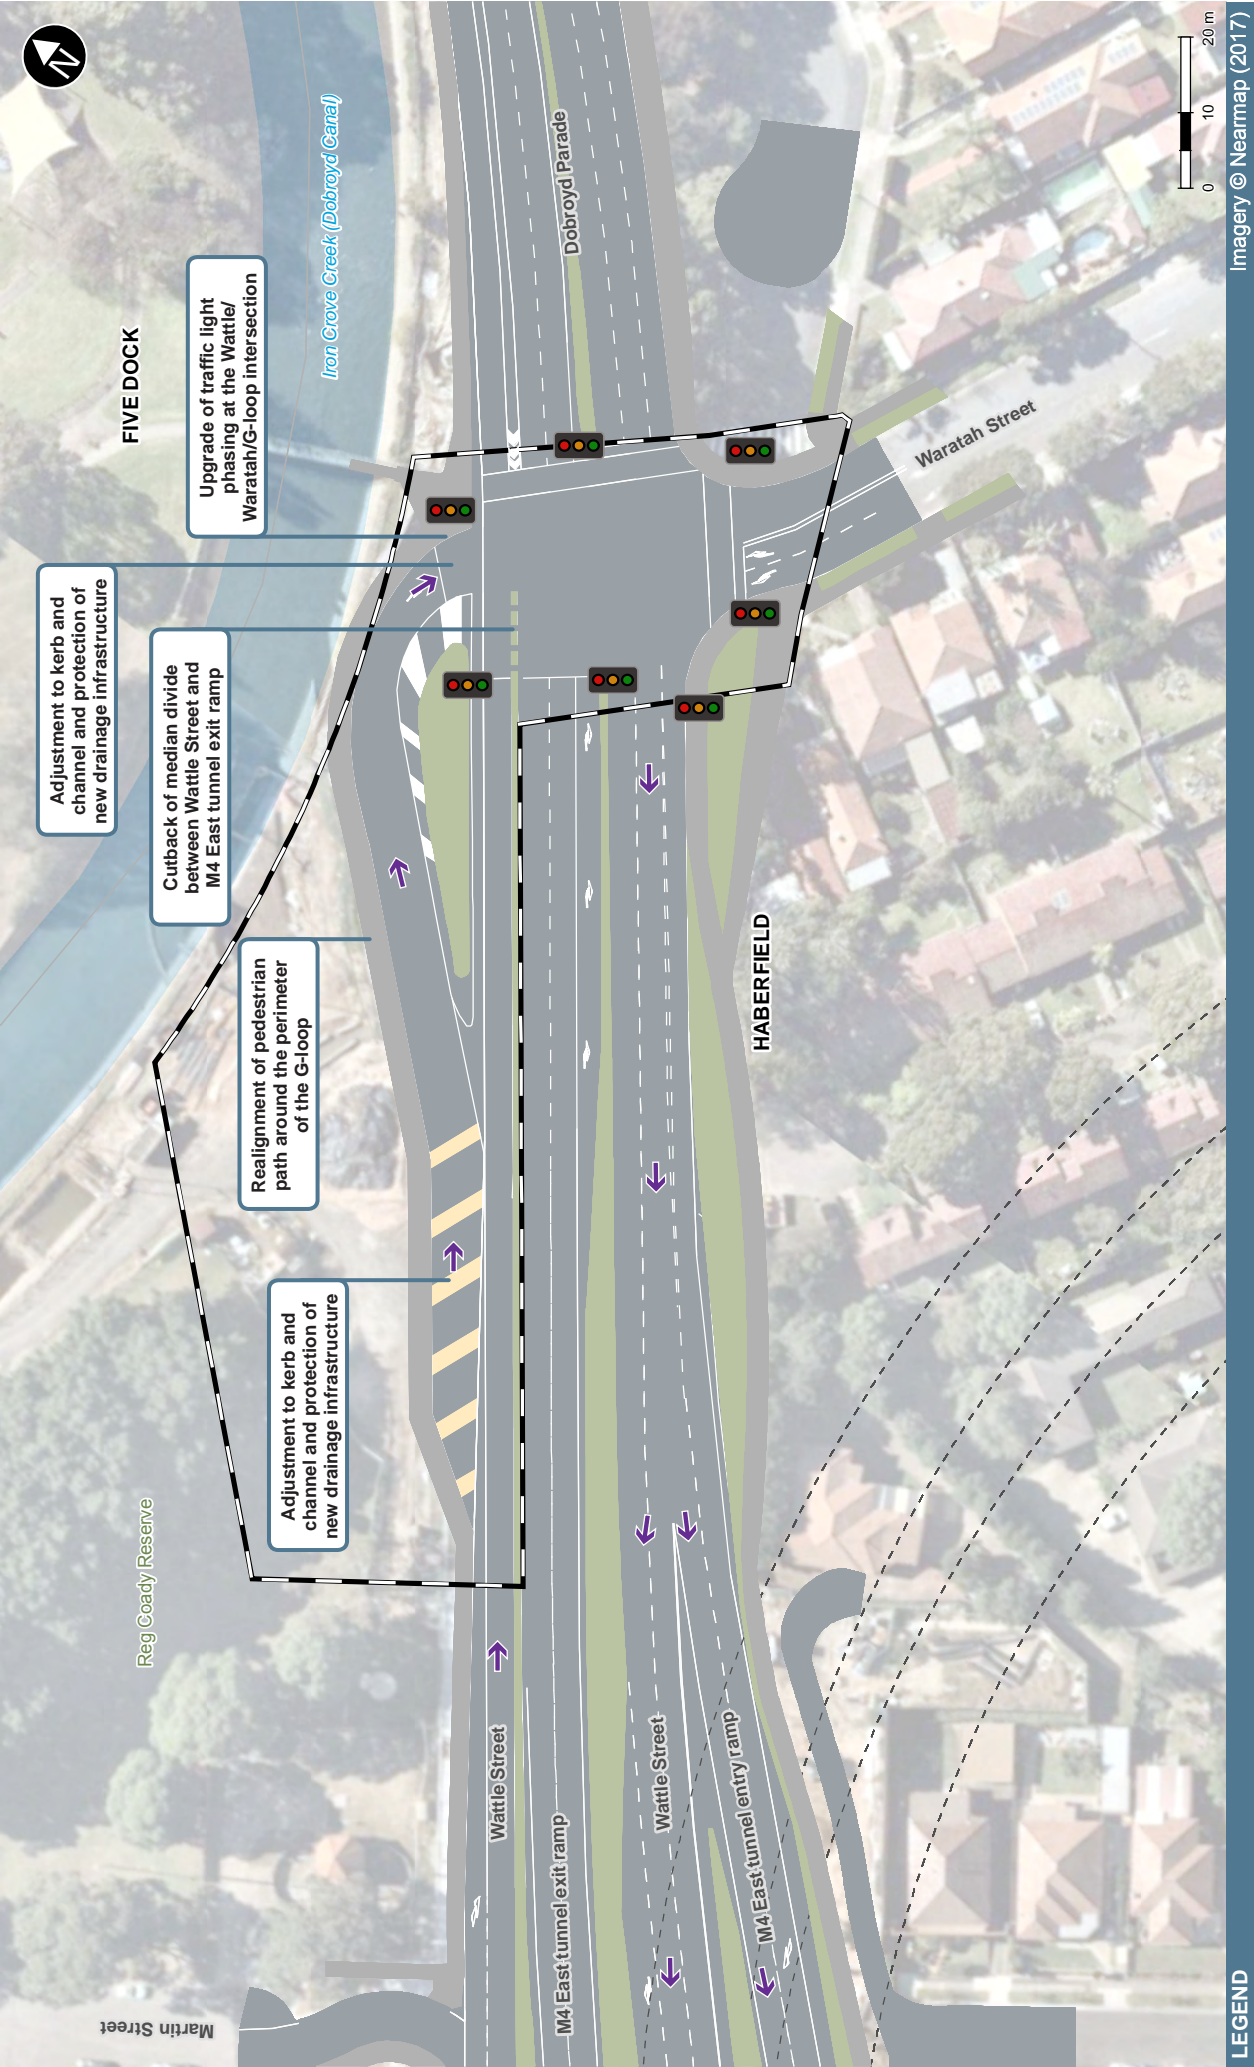 N
FIVE DOCK
Iron Cove Creek (Dobroyd Canal)
Upgrade of traffic light
phasing at the Wattle/
Waratah/G-loop intersection
Adjustment to kerb and
channel and protection of
new drainage infrastructure
Cutback of median divide
between Wattle Street and
M4 East tunnel exit ramp
Realignment of pedestrian
path around the perimeter
of the G-loop
Adjustment to kerb and
channel and protection of
new drainage infrastructure
Reg Coady Reserve
Dobroyd Parade
Waratah Street
HABERFIELD
Wattle Street
M4 East tunnel exit ramp
Wattle Street
M4 East tunnel entry ramp
Martin Street
0 10 20 m
LEGEND
Imagery © Nearmap (2017)